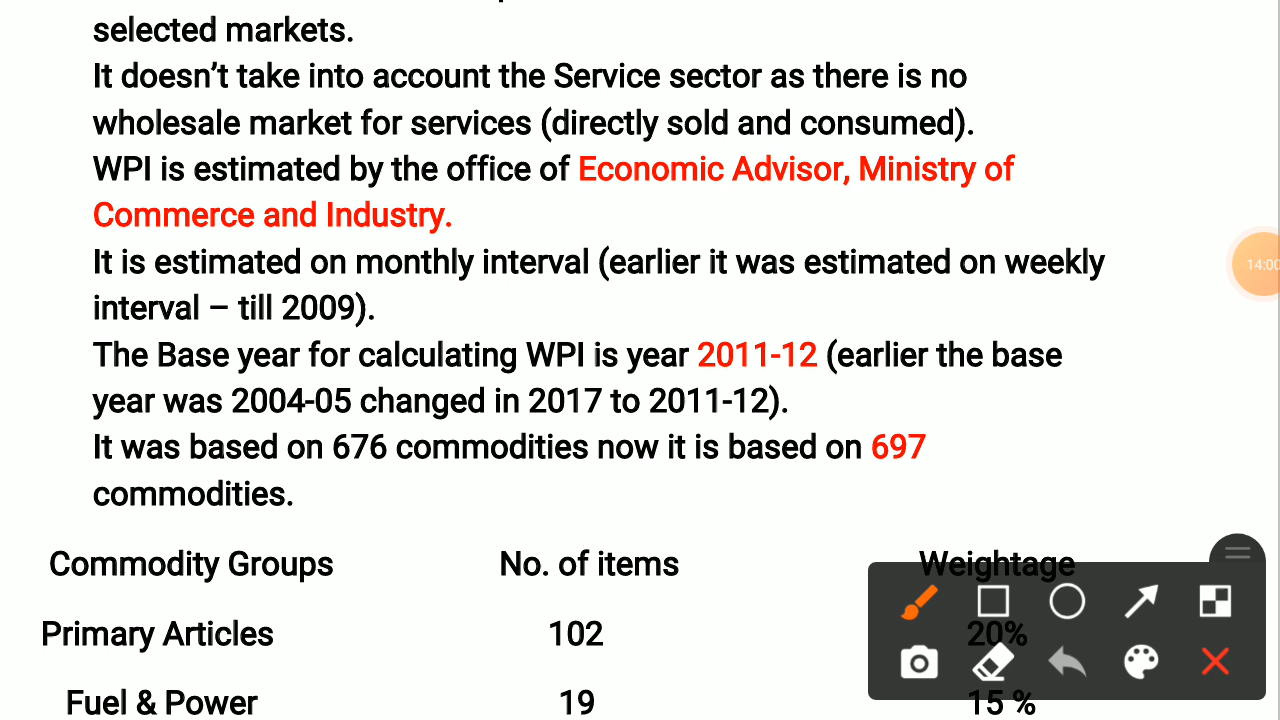 selected markets.
It doesn’t take into account the Service sector as there is no
wholesale market for services (directly sold and consumed).
WPI is estimated by the office of Economic Advisor, Ministry of
Commerce and Industry.
It is estimated on monthly interval (earlier it was estimated on weekly
interval – till 2009).
The Base year for calculating WPI is year 2011-12 (earlier the base
year was 2004-05 changed in 2017 to 2011-12).
It was based on 676 commodities now it is based on 697
commodities.
Commodity Groups No. of items Weightage
Primary Articles 102 20%
Fuel & Power 19 15 %
14:00